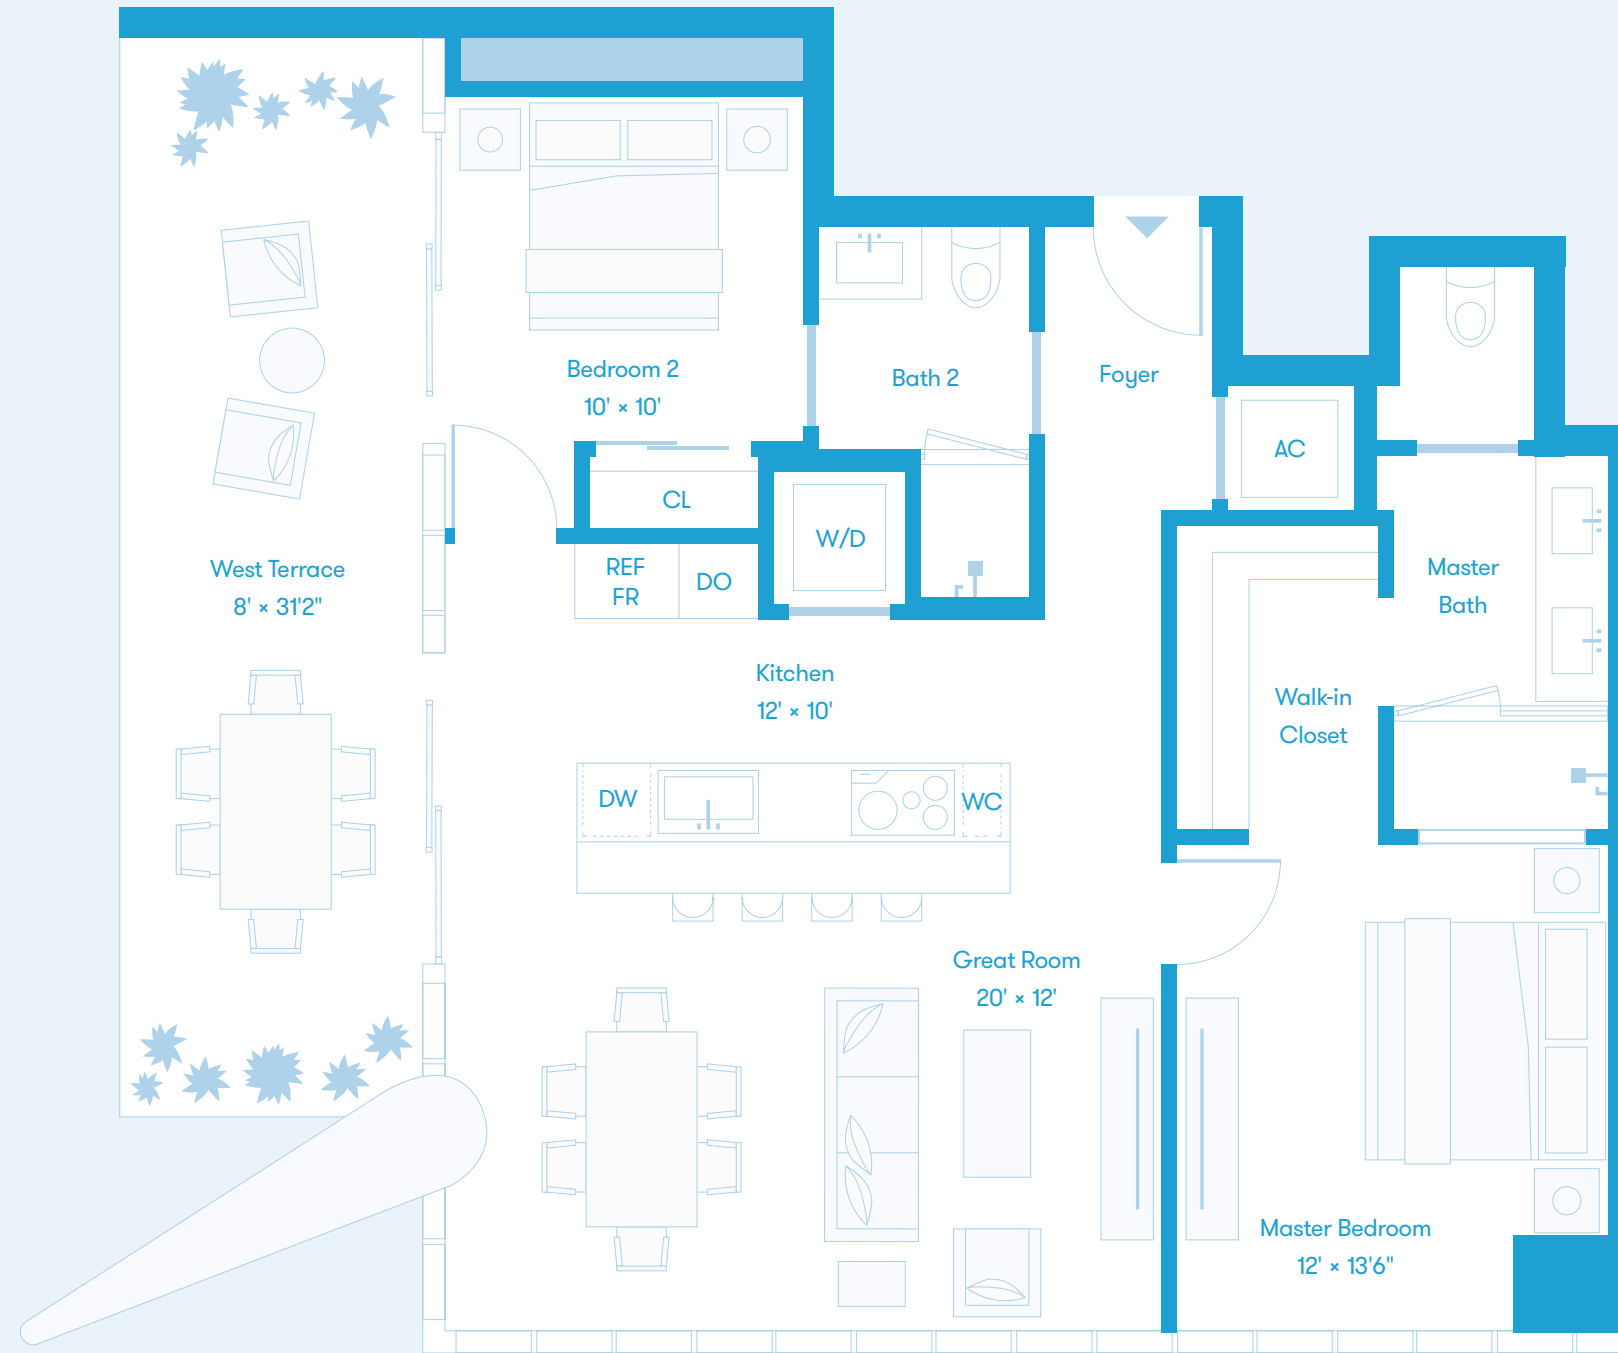 Bedroom 2
10' × 10'
Bath 2
Foyer
AC
CL
W/D
REF
FR
DO
West Terrace
8' × 31'2"
Master
Bath
Kitchen
12' × 10'
Walk-in
Closet
DW
WC
Great Room
20' × 12'
Master Bedroom
12' × 13'6"